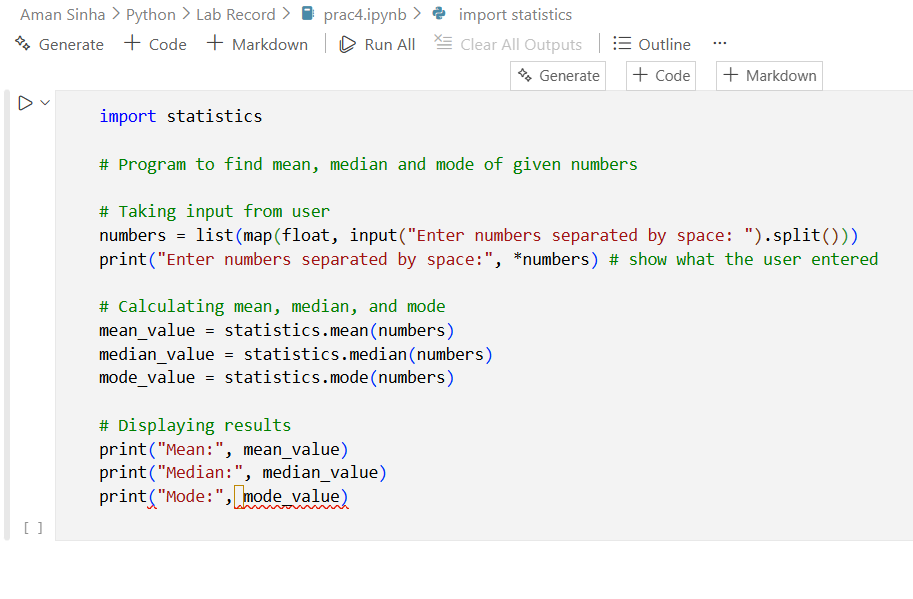 Aman Sinha > Python > Lab Record > prac4.ipynb > import statistics
Generate + Code + Markdown | Run All Clear All Outputs | Outline ...
Generate + Code + Markdown
import statistics
# Program to find mean, median and mode of given numbers
# Taking input from user
numbers = list(map(float, input("Enter numbers separated by space: ").split()))
print("Enter numbers separated by space:", *numbers) # show what the user entered
# Calculating mean, median, and mode
mean_value = statistics.mean(numbers)
median_value = statistics.median(numbers)
mode_value = statistics.mode(numbers)
# Displaying results
print("Mean:", mean_value)
print("Median:", median_value)
print("Mode:", mode_value)
[ ]